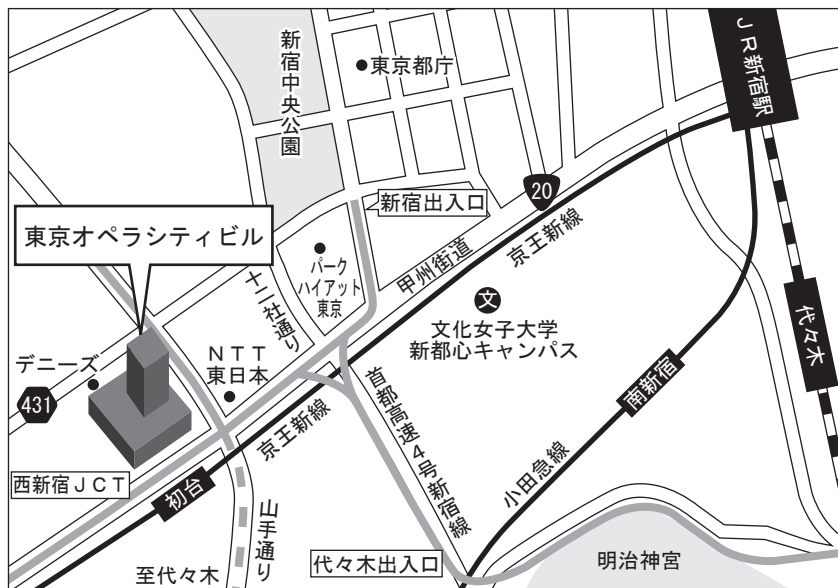 新宿中央公園
東京都庁
JR新宿駅
20
新宿出入口
東京オペラシティビル
パーク
ハイアット
東京
甲州街道
京王新線
十二社通り
文
文化女子大学
新都心キャンパス
代々木
デニーズ
NTT
東日本
431
南新宿
京王新線
首都高速4号新宿線
小田急線
西新宿JCT
初台
山手通り
至代々木
代々木出入口
明治神宮